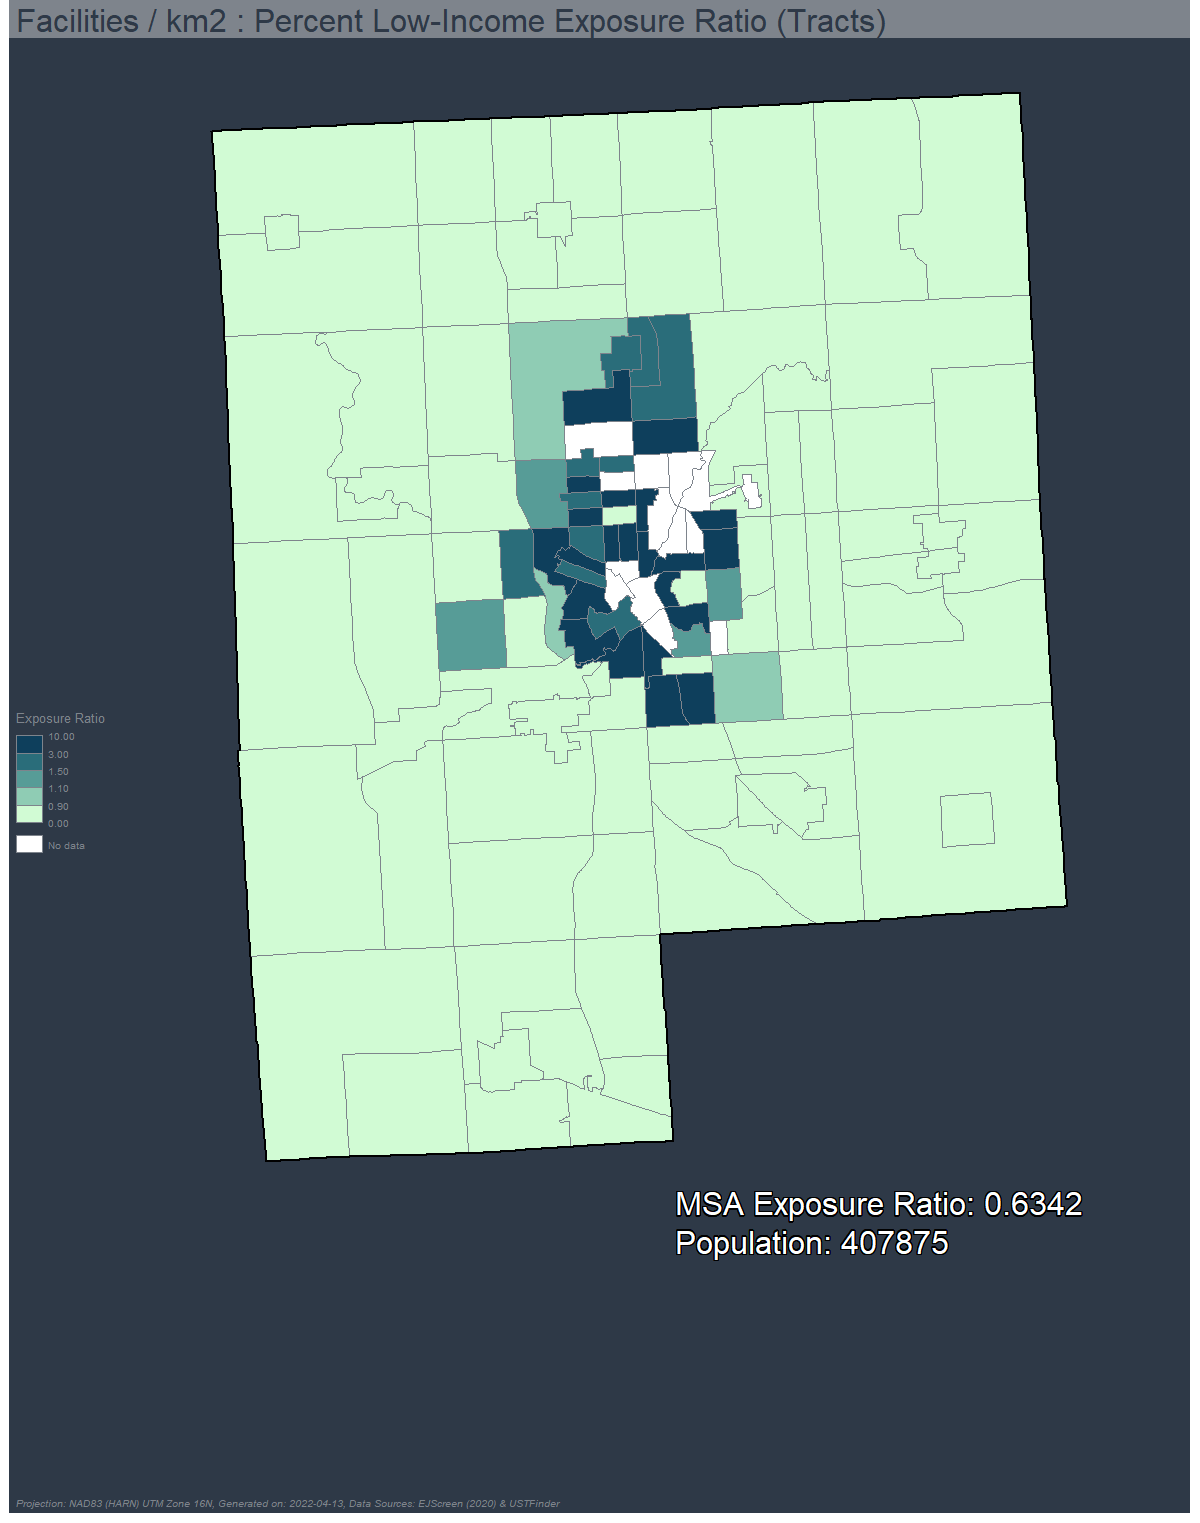 Facilities / km2 : Percent Low-Income Exposure Ratio (Tracts)
Exposure Ratio
10.00
3.00
1.50
1.10
0.90
0.00
No data
MSA Exposure Ratio: 0.6342
Population: 407875
Projection: NAD83 (HARN) UTM Zone 16N, Generated on: 2022-04-13, Data Sources: EJScreen (2020) & USTFinder